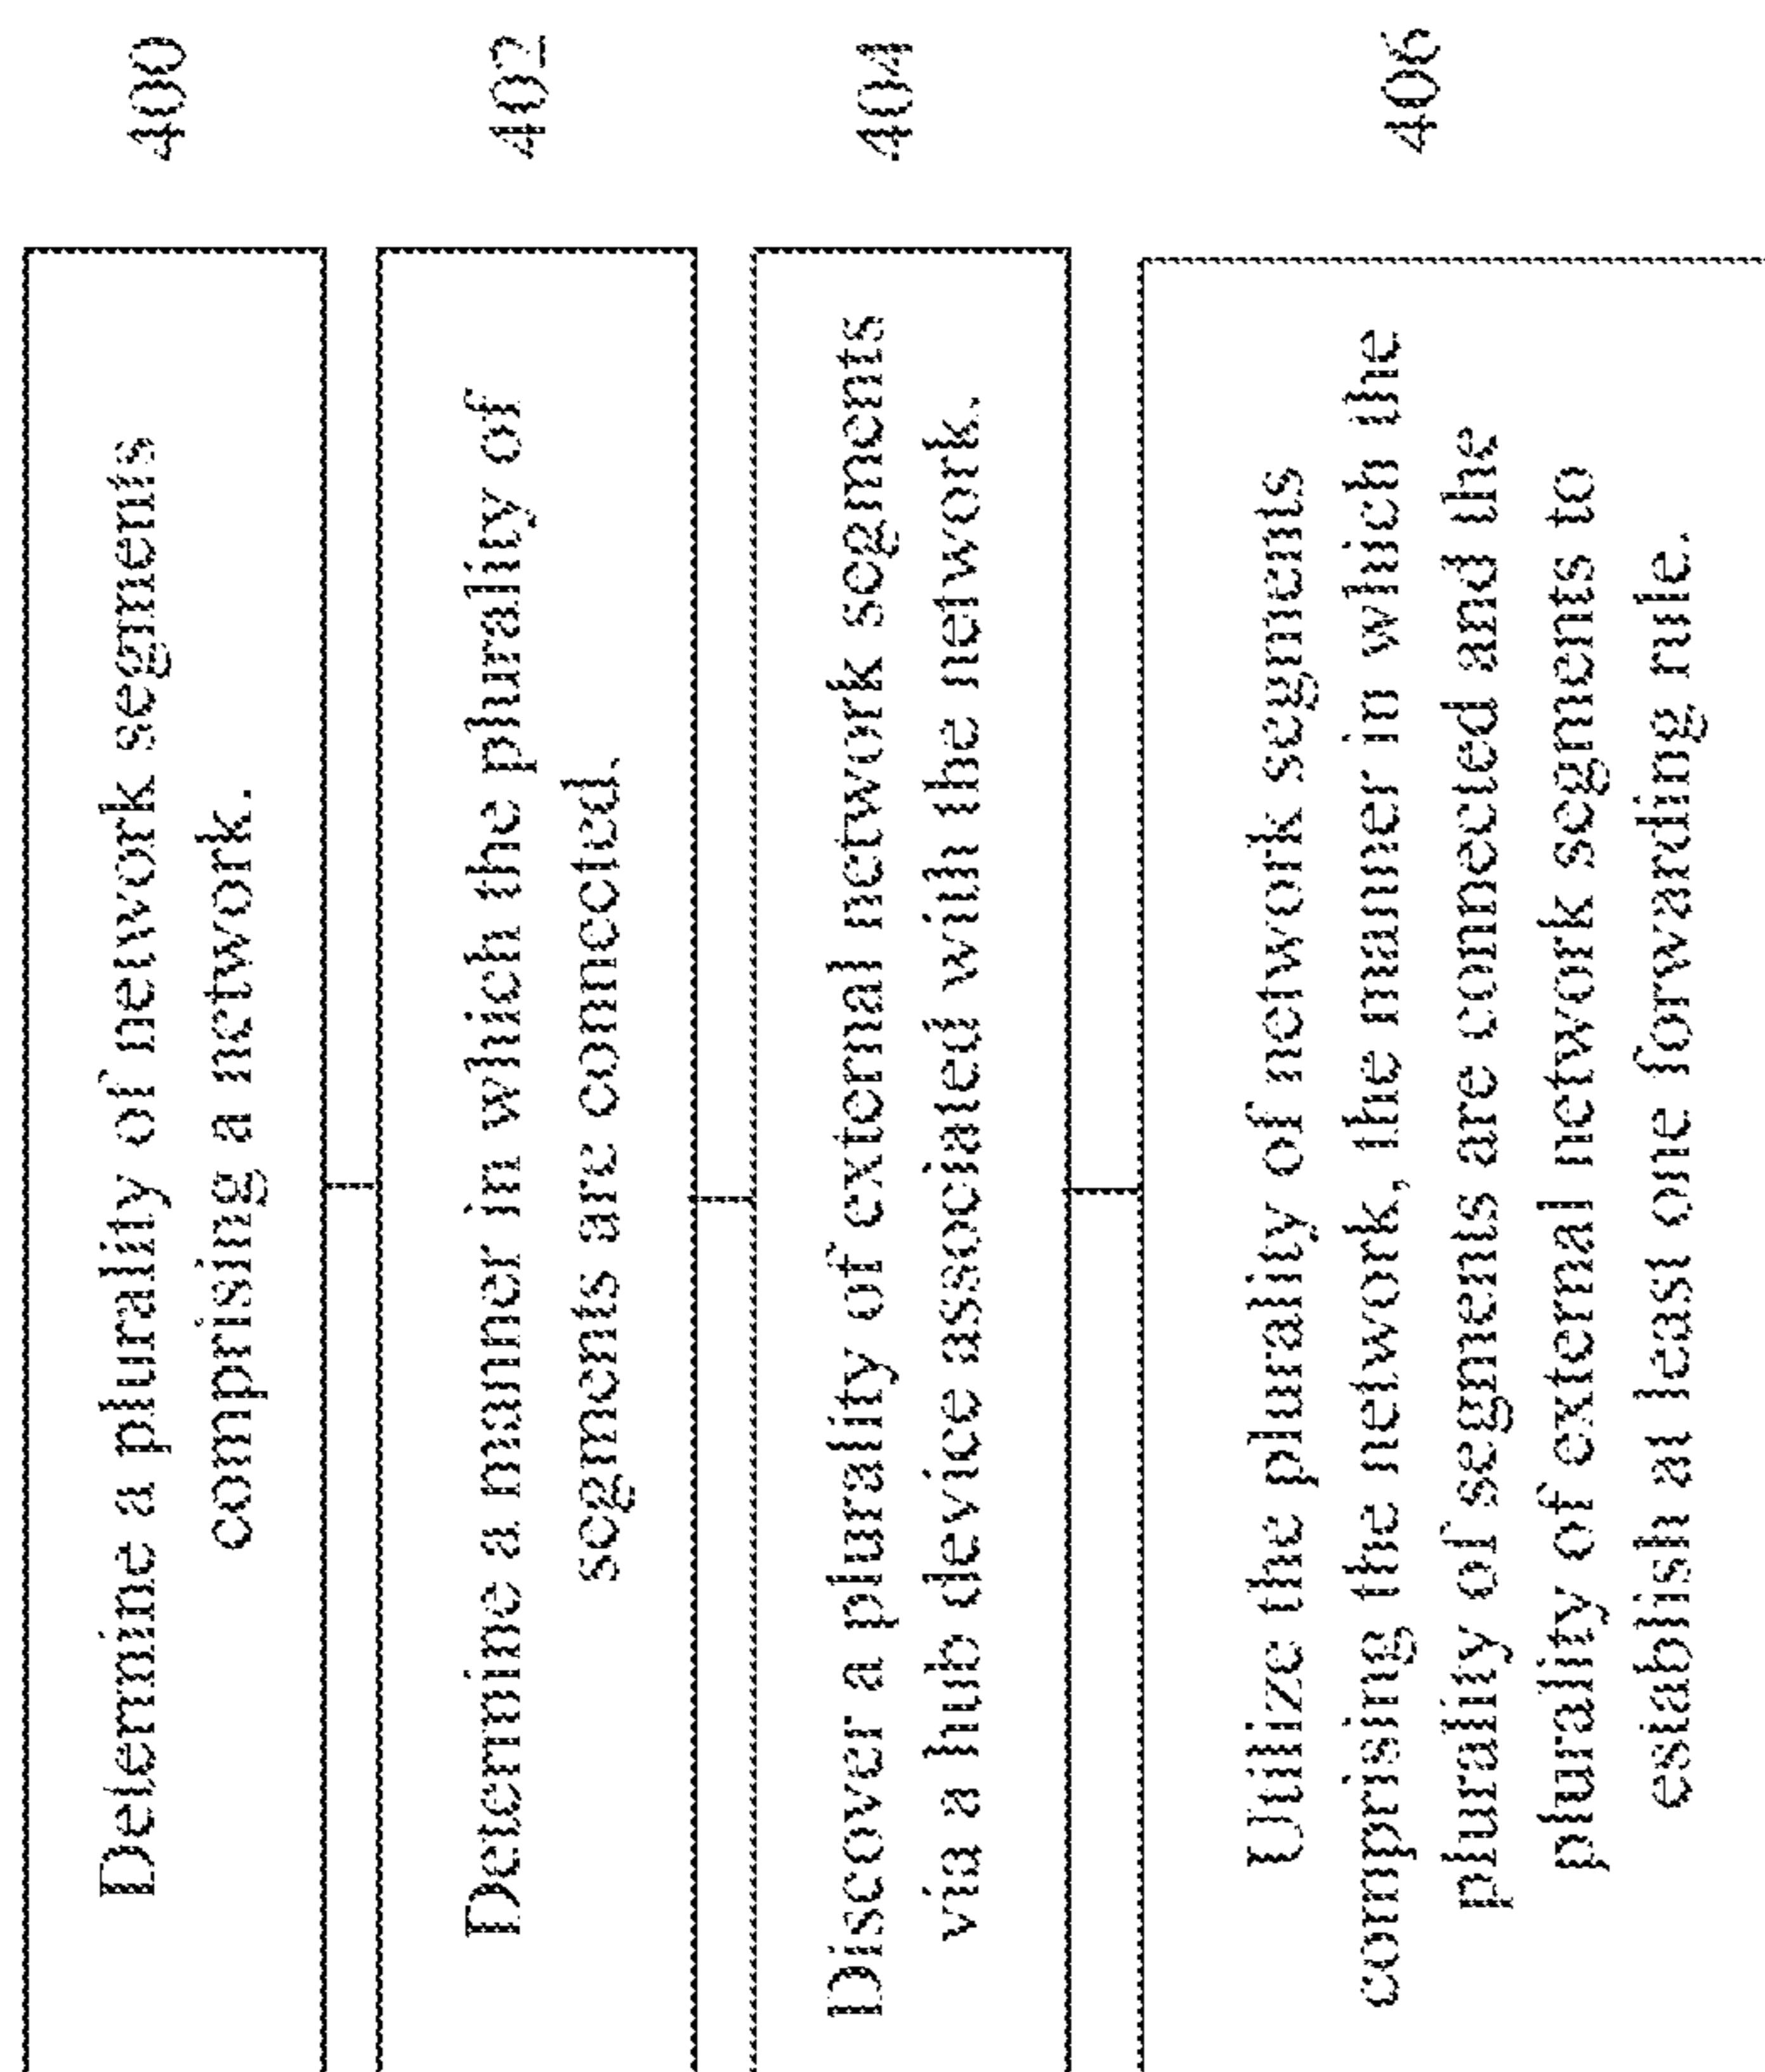 Determine a plurality of network segments
comprising a network.
400
Determine a manner in which the plurality of
segments are connected.
402
Discover a plurality of external network segments
via a hub device associated with the network.
404
Utilize the plurality of network segments
comprising the network, the manner in which the
plurality of segments are connected and the
plurality of external network segments to
establish at least one forwarding rule.
406